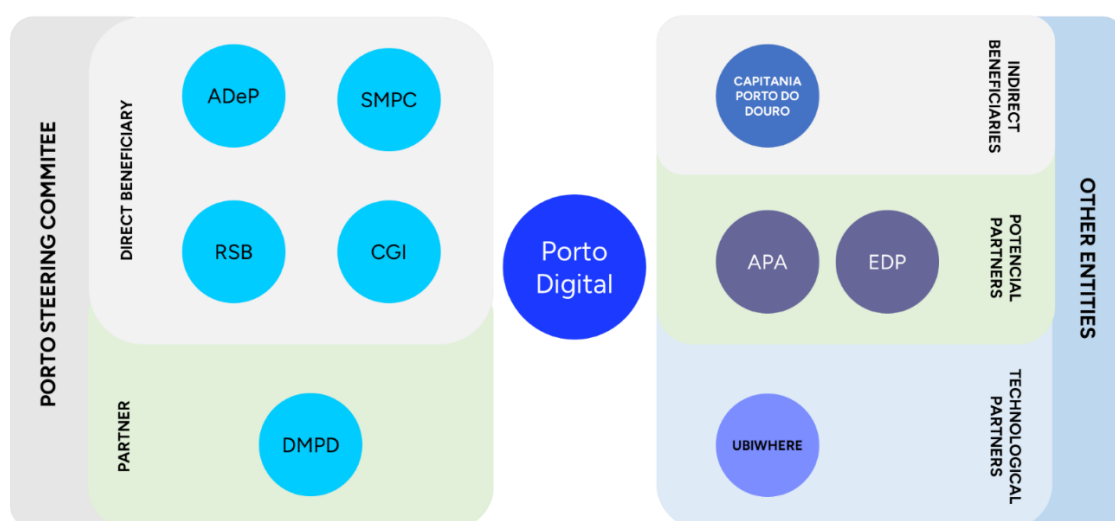 PORTO STEERING COMMITEE
DIRECT BENEFICIARY
ADeP
SMPC
RSB
CGI
PARTNER
DMPD
Porto
Digital
CAPITANIA
PORTO DO
DOURO
INDIRECT
BENEFICIARIES
APA
EDP
POTENCIAL
PARTNERS
UBIWHERE
TECHNOLOGICAL
PARTNERS
OTHER ENTITIES